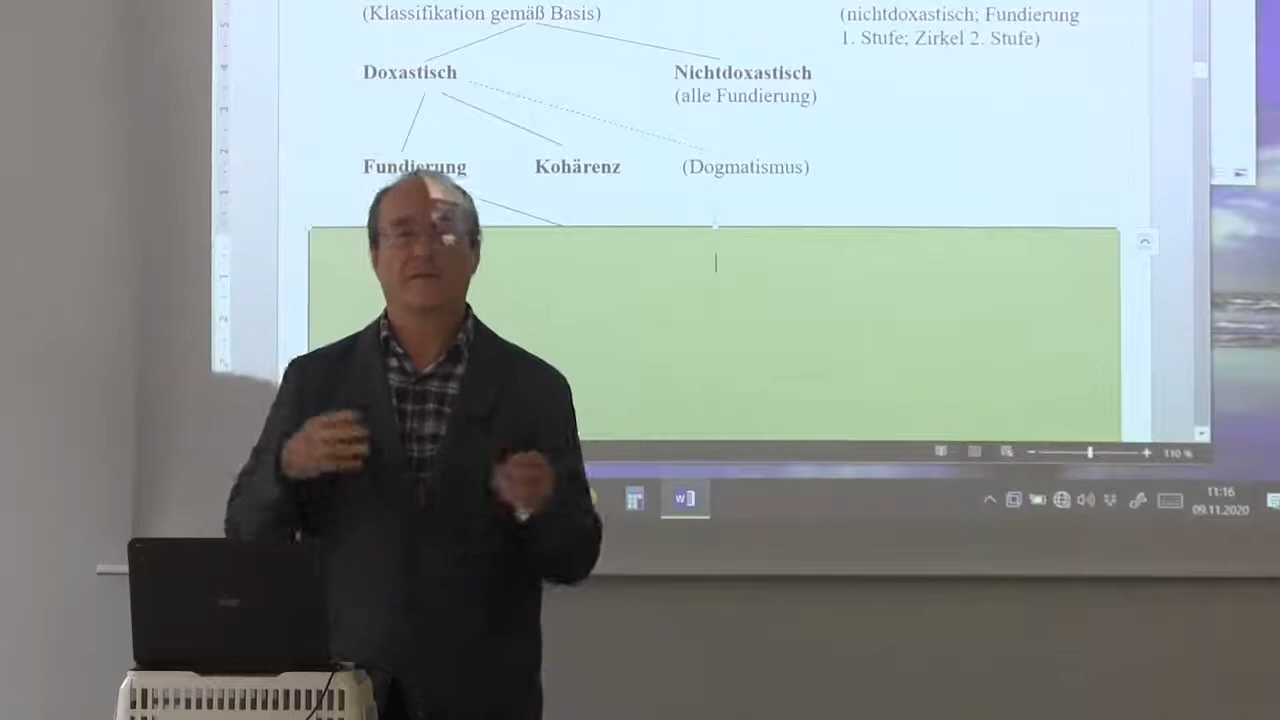 (Klassifikation gemäß Basis)
(nichtdoxastisch; Fundierung
1. Stufe; Zirkel 2. Stufe)
Doxastisch
Nichtdoxastisch
(alle Fundierung)
Fundierung
Kohärenz
(Dogmatismus)
110 %
11:16
09.11.2020